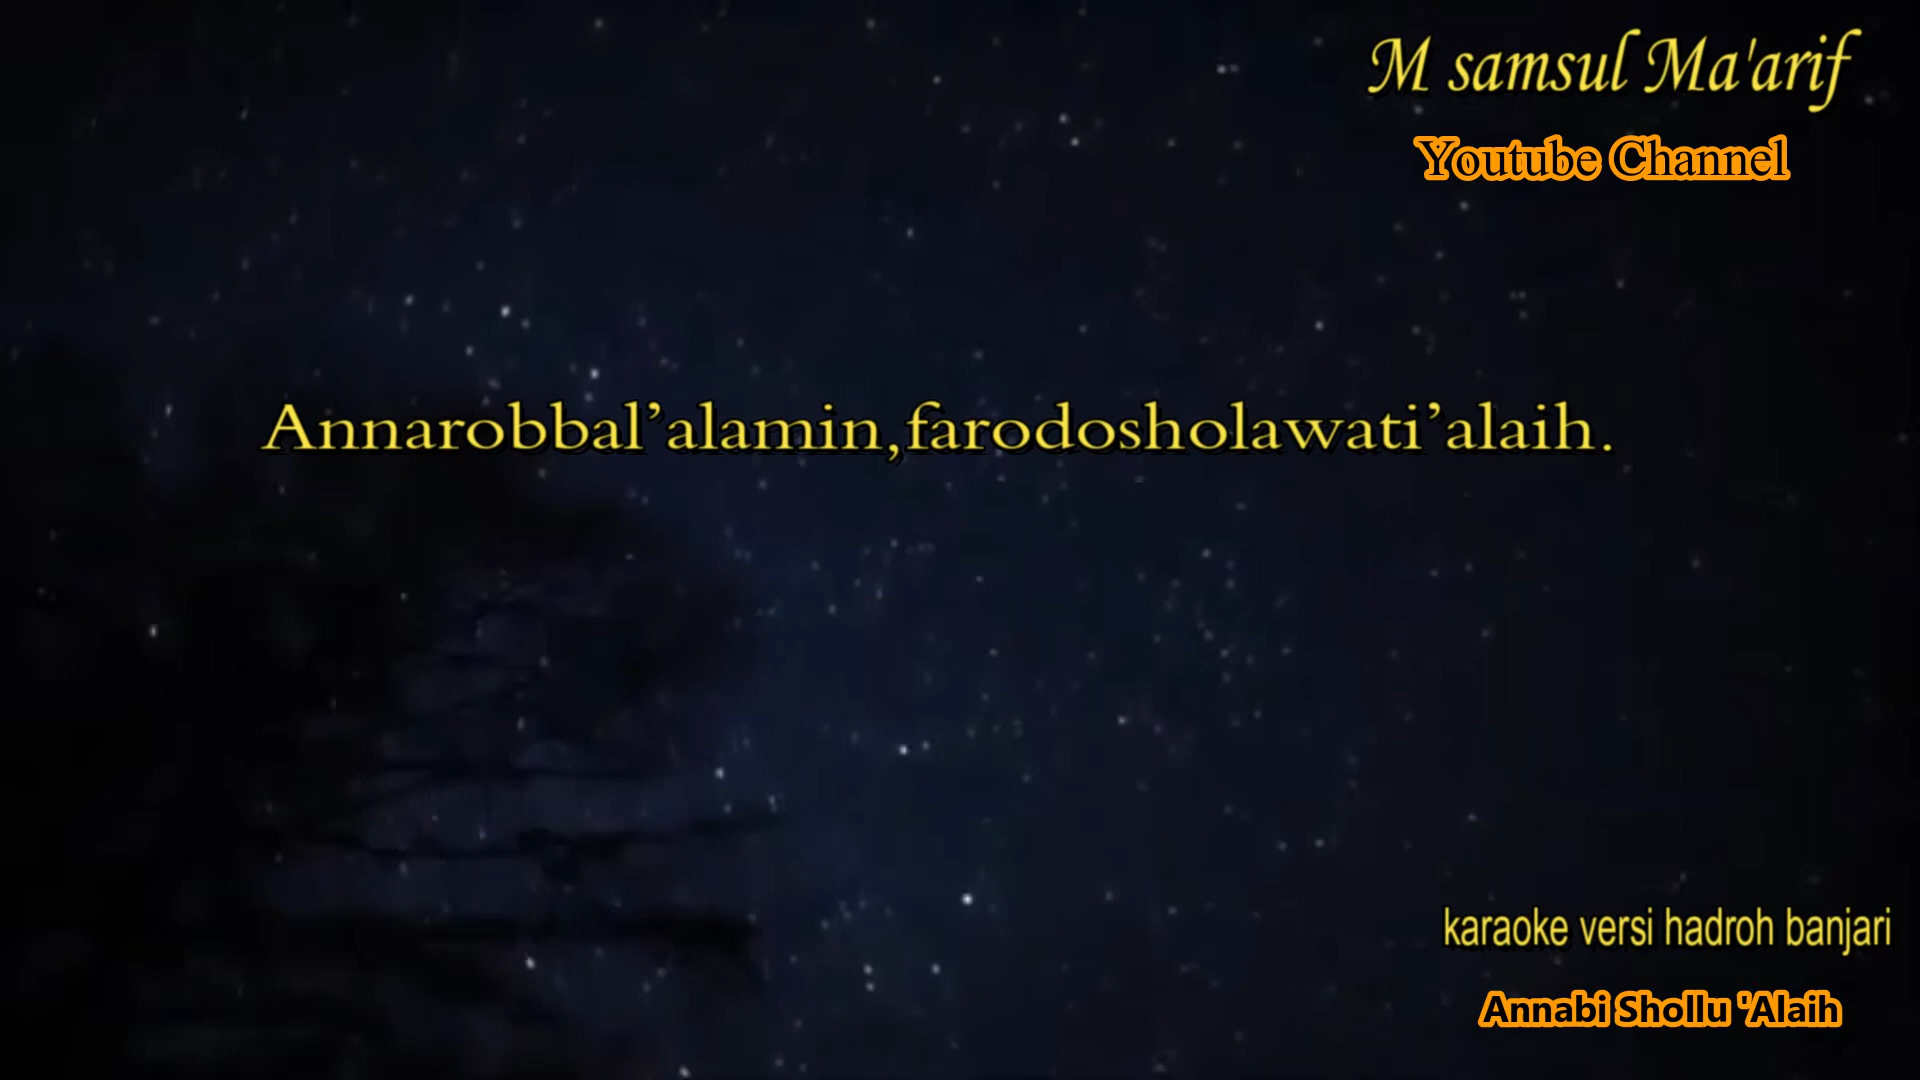 M samsul Ma'arif
Youtube Channel
Annarobbal’alamin,farodosholawati’alaih.
karaoke versi hadroh banjari
Annabi Shollu 'Alaih